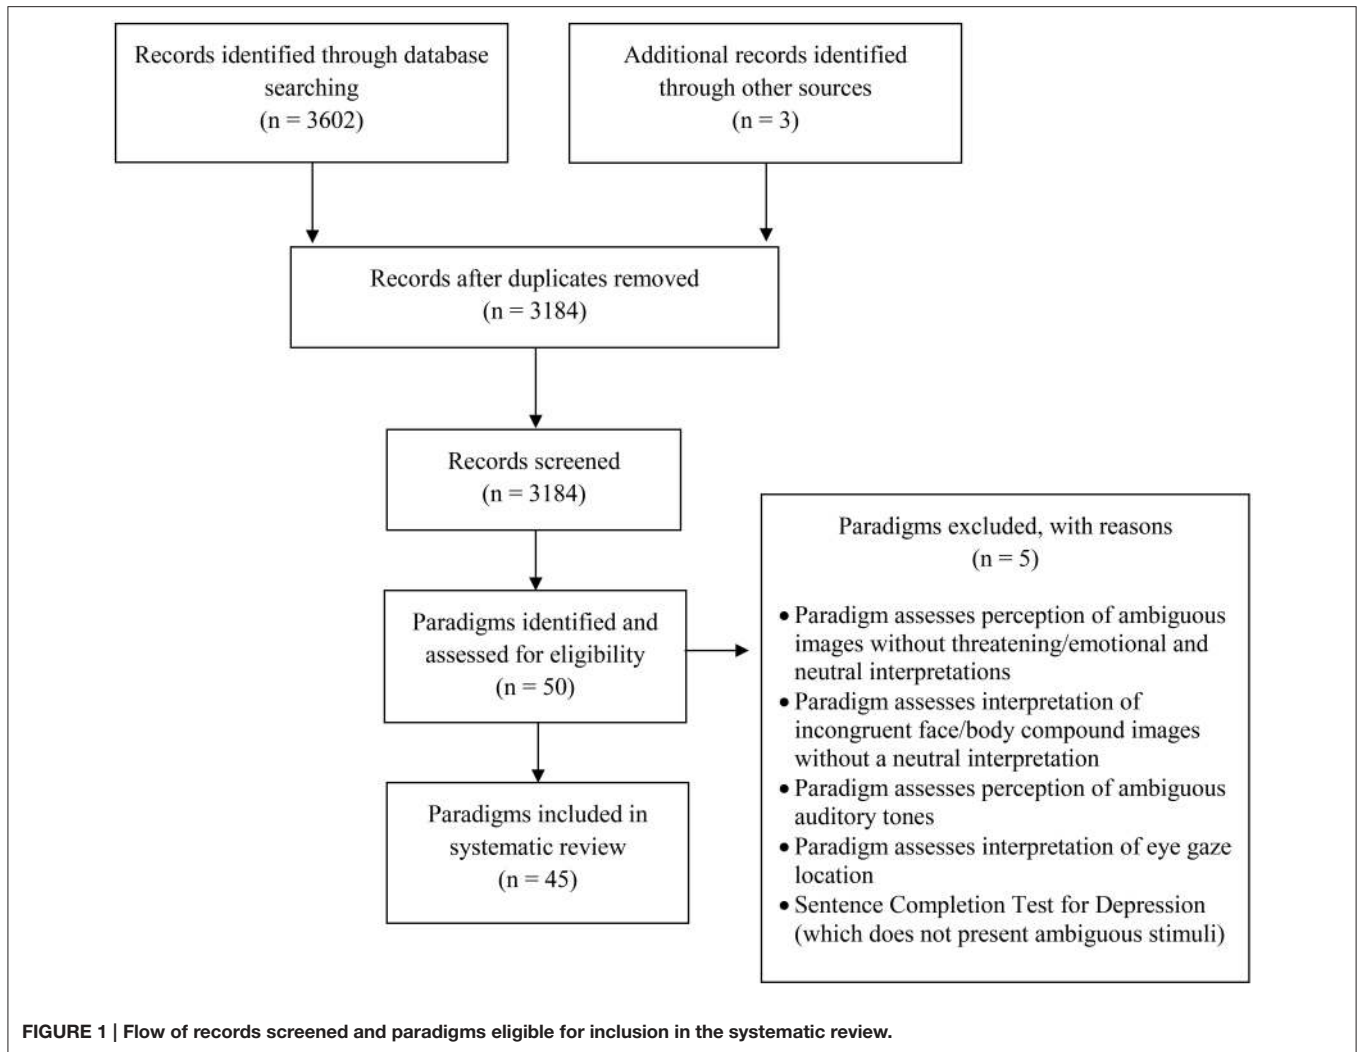 Records identified through database
searching
(n = 3602)
Additional records identified
through other sources
(n = 3)
Records after duplicates removed
(n = 3184)
Records screened
(n = 3184)
Paradigms identified and
assessed for eligibility
(n = 50)
Paradigms excluded, with reasons
(n = 5)
• Paradigm assesses perception of ambiguous
images without threatening/emotional and
neutral interpretations
• Paradigm assesses interpretation of
incongruent face/body compound images
without a neutral interpretation
• Paradigm assesses perception of ambiguous
auditory tones
• Paradigm assesses interpretation of eye gaze
location
• Sentence Completion Test for Depression
(which does not present ambiguous stimuli)
Paradigms included in
systematic review
(n = 45)
FIGURE 1 | Flow of records screened and paradigms eligible for inclusion in the systematic review.